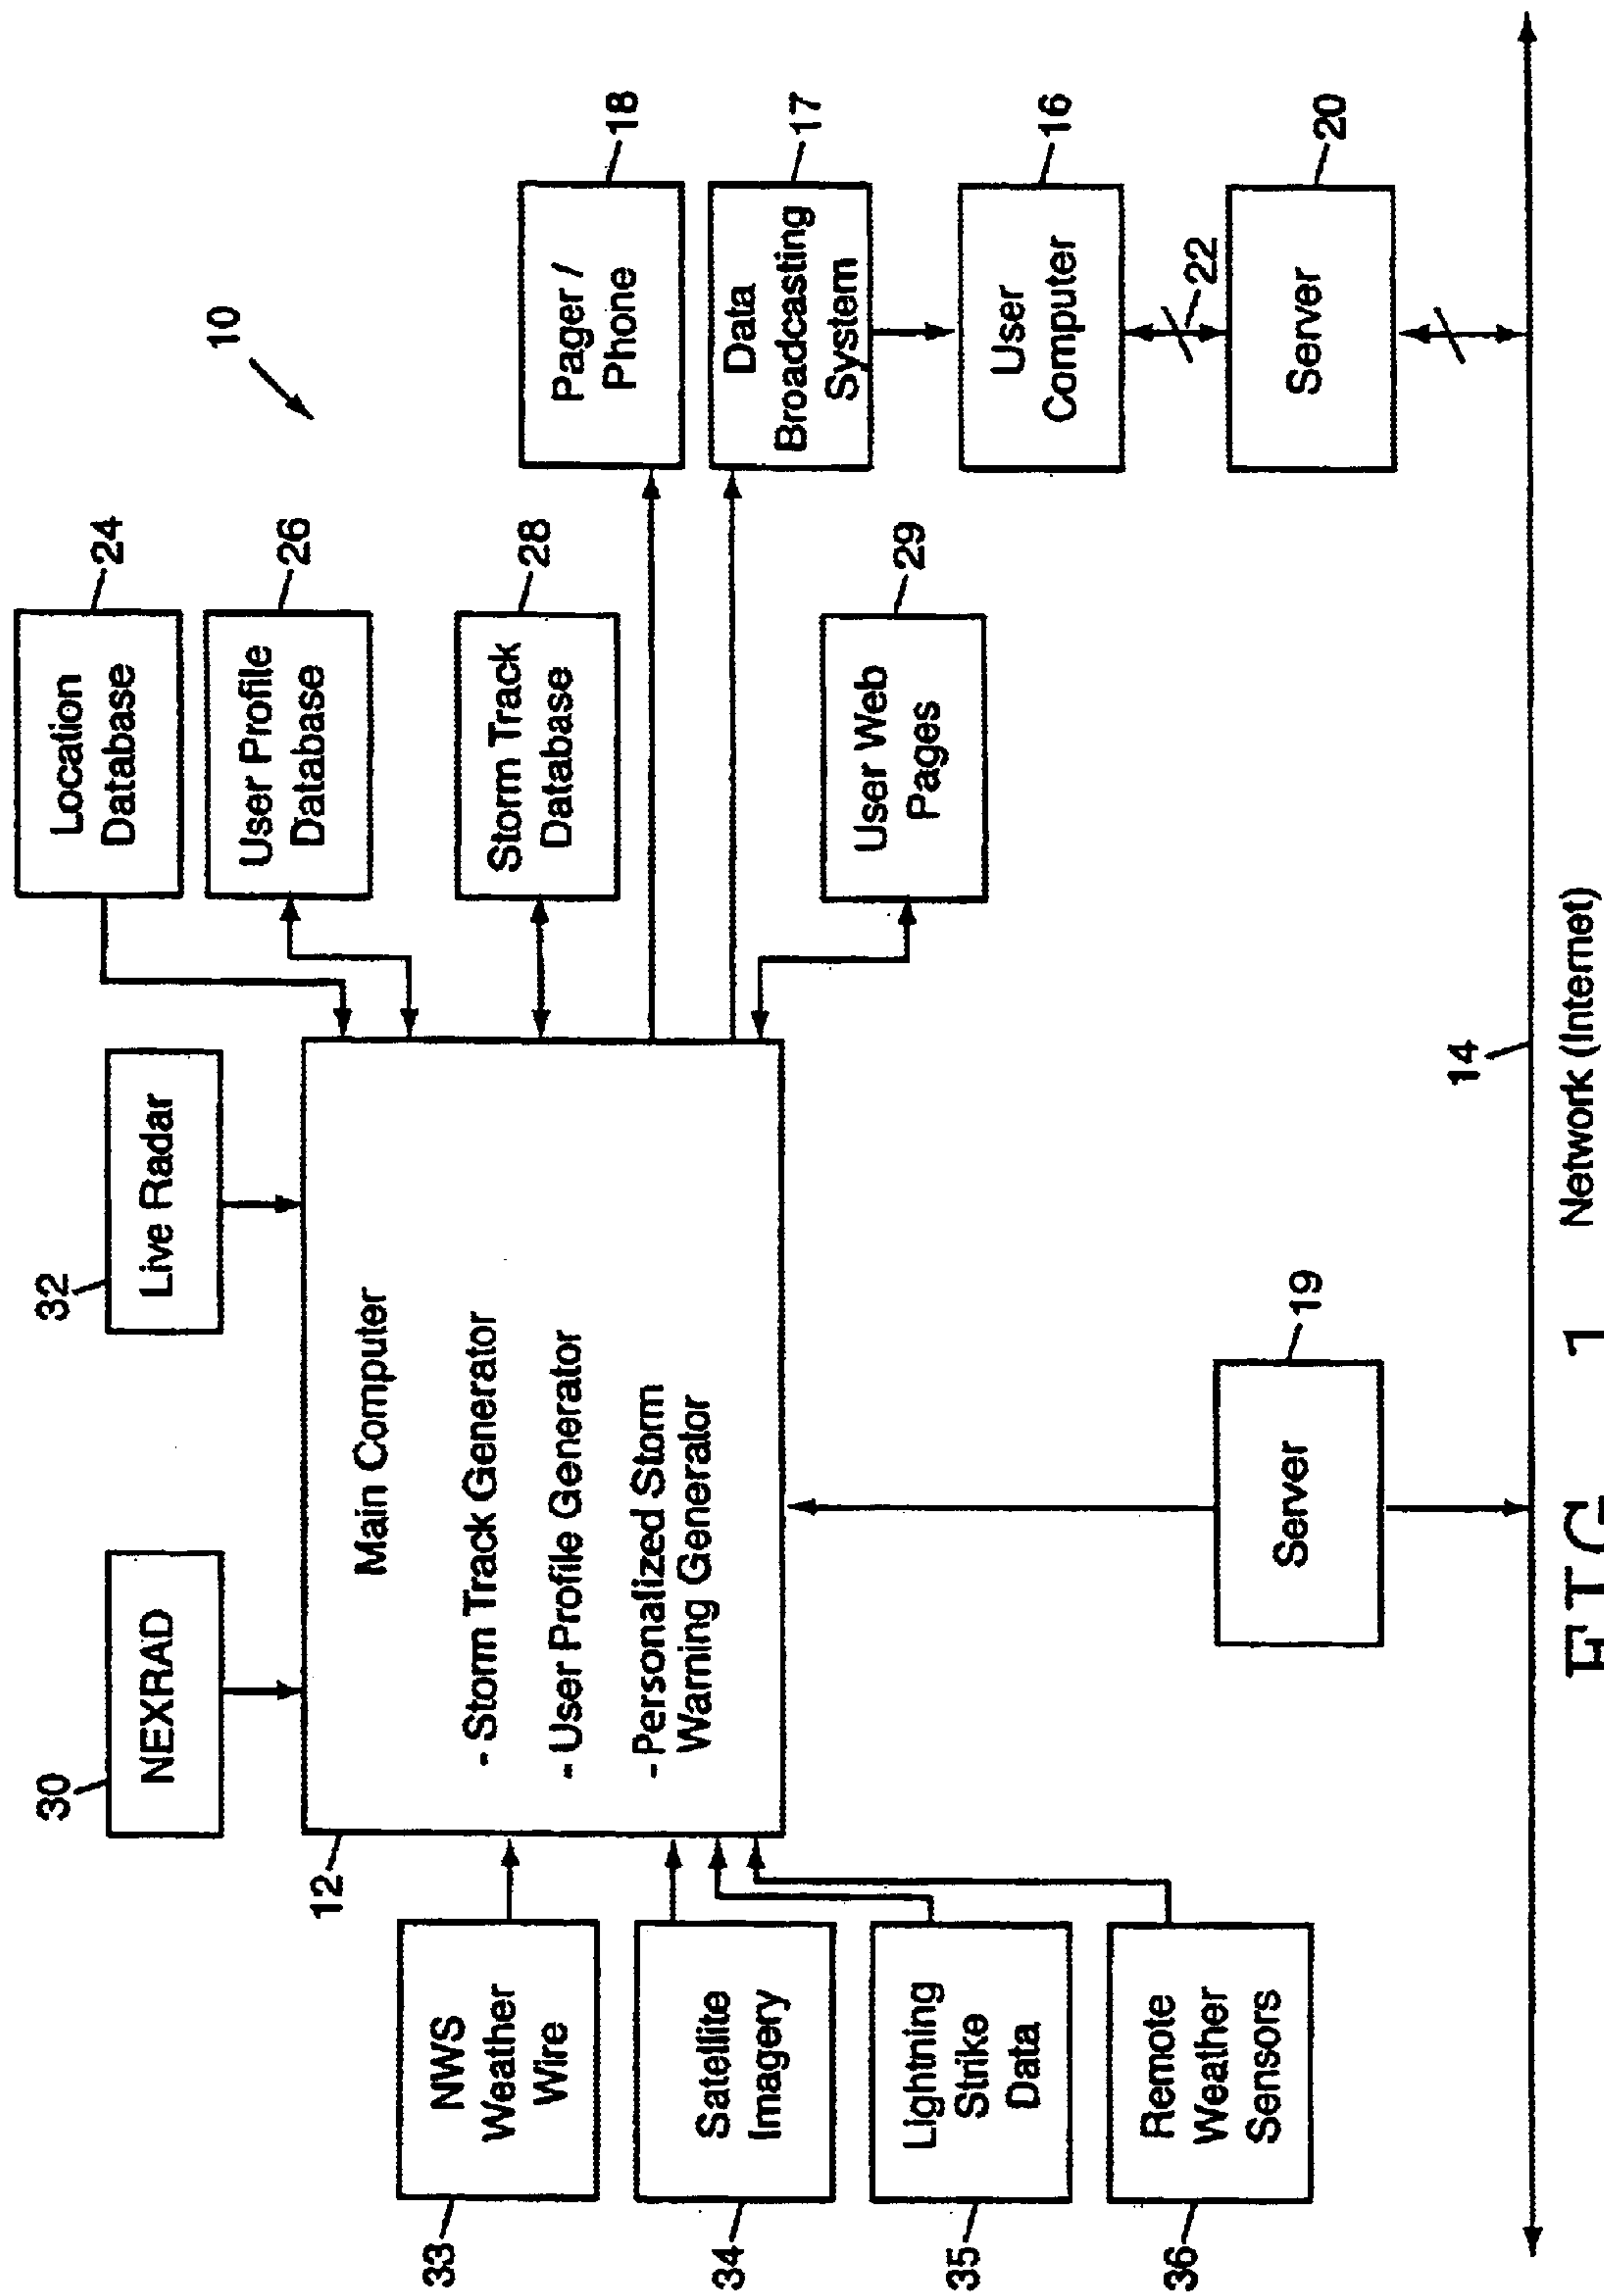 10
30
NEXRAD
32
Live Radar
Location
Database
24
User Profile
Database
26
Storm Track
Database
28
User Web
Pages
29
Pager /
Phone
18
Data
Broadcasting
System
17
User
Computer
16
22
Server
20
12
Main Computer
- Storm Track Generator
- User Profile Generator
- Personalized Storm
Warning Generator
NWS
Weather
Wire
33
Satellite
Imagery
34
Lightning
Strike
Data
35
Remote
Weather
Sensors
36
Server
19
14
Network (Internet)
FIG 1